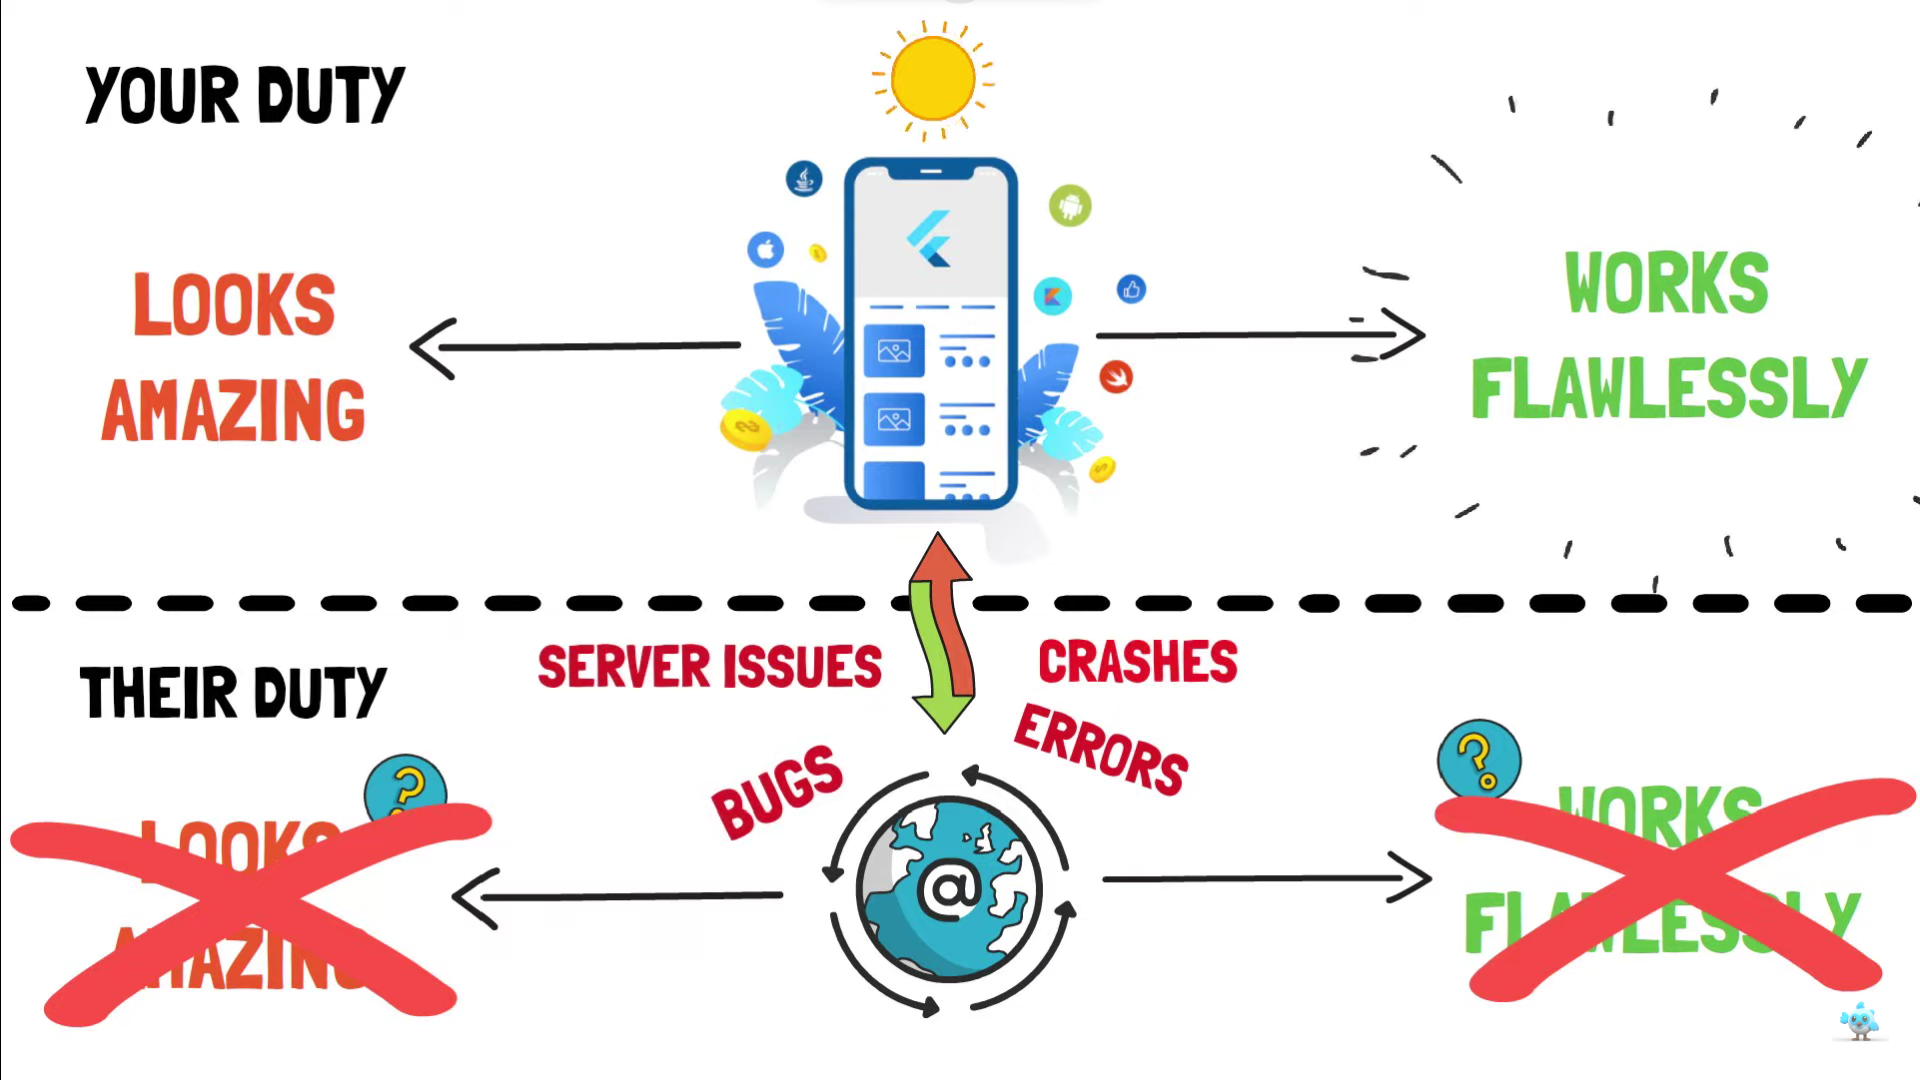 YOUR DUTY
LOOKS
AMAZING
WORKS
FLAWLESSLY
SERVER ISSUES
CRASHES
THEIR DUTY
ERRORS
BUGS
LOOKS
AMAZING
WORKS
FLAWLESSLY
@